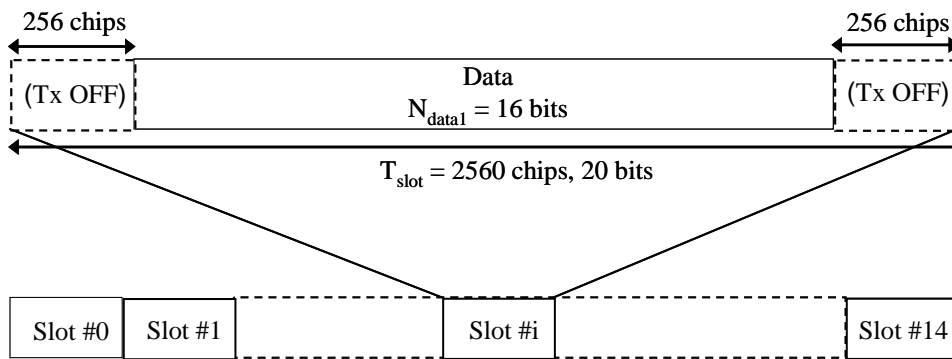 256 chips
256 chips
(Tx OFF)
Data
N_data1 = 16 bits
(Tx OFF)
T_slot = 2560 chips, 20 bits
Slot #0
Slot #1
Slot #i
Slot #14